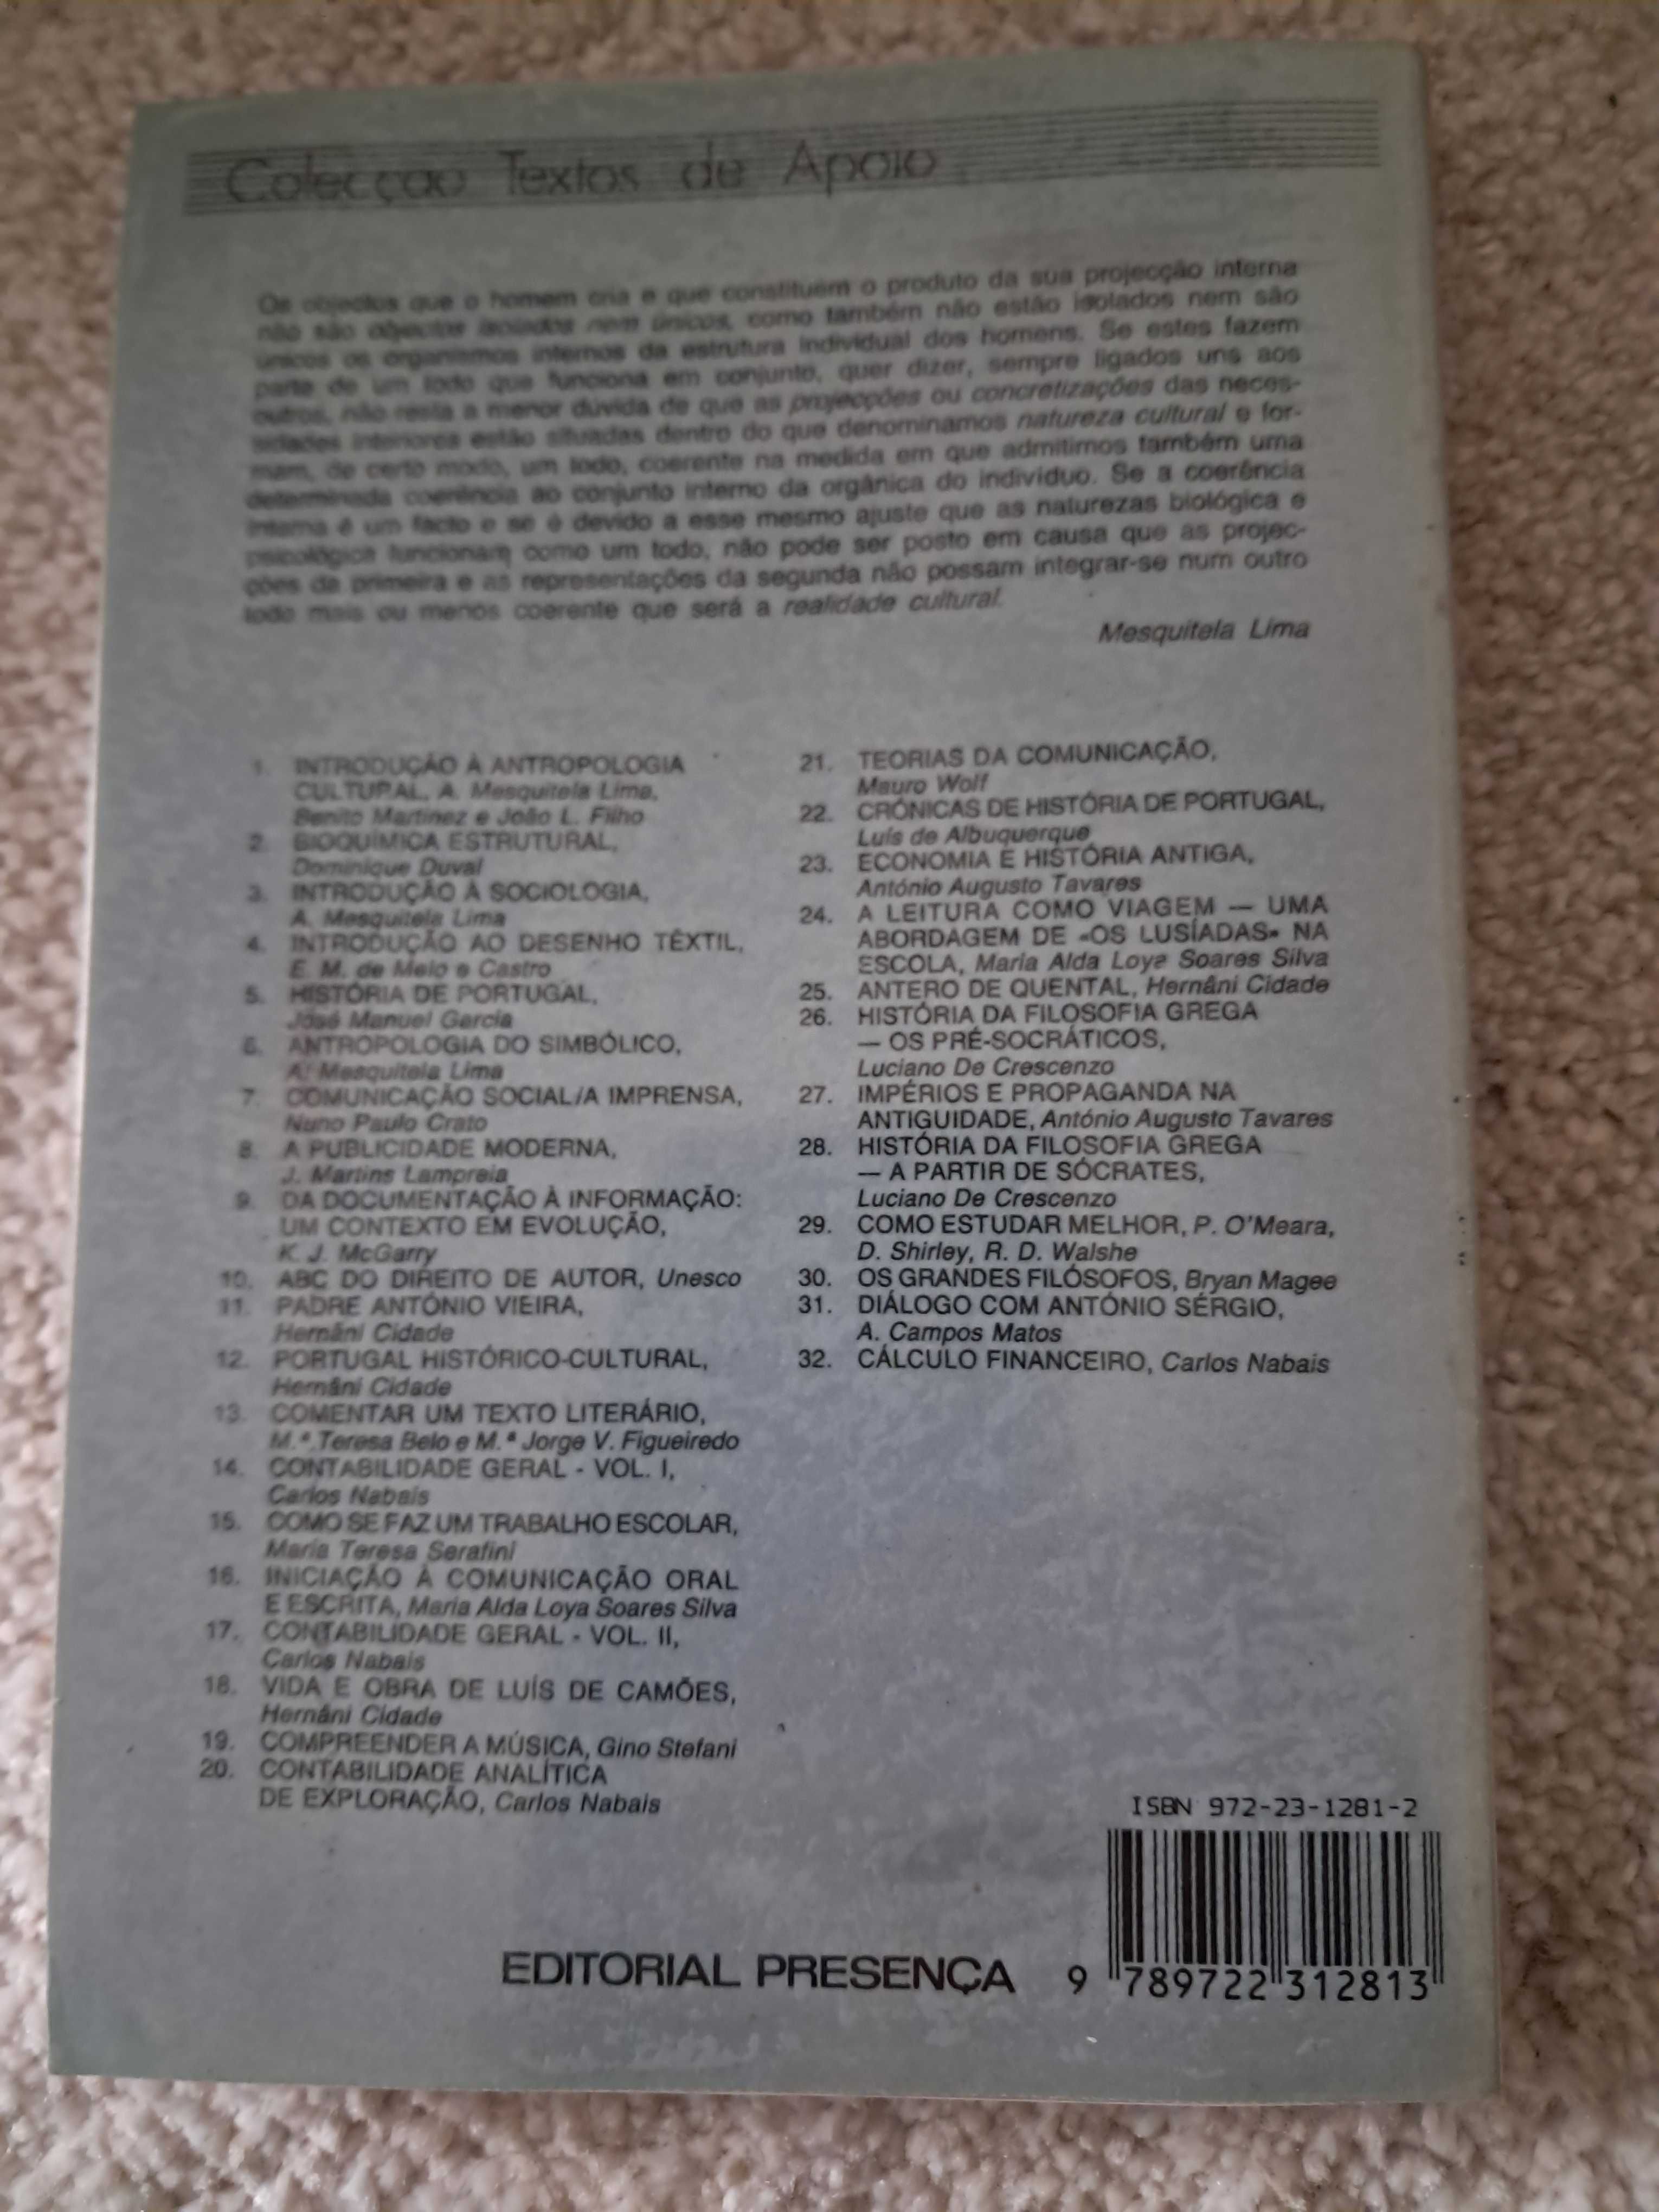 Colecção Textos de Apoio
Os objectos que o homem cria e que constituem o produto da sua projecção interna
não são objectos isolados nem únicos, como também não estão isolados nem são
únicos os organismos internos da estrutura individual dos homens. Se estes fazem
parte de um todo que funciona em conjunto, quer dizer, sempre ligados uns aos
outros, não resta a menor dúvida de que as projecções ou concretizações das neces-
sidades interiores estão situadas dentro do que denominamos natureza cultural e for-
mam, de certo modo, um todo, coerente na medida em que admitimos também uma
determinada coerência ao conjunto interno da orgânica do indivíduo. Se a coerência
interna é um facto e se é devido a esse mesmo ajuste que as naturezas biológica e
psicológica funcionam como um todo, não pode ser posto em causa que as projec-
ções da primeira e as representações da segunda não possam integrar-se num outro
todo mais ou menos coerente que será a realidade cultural.
Mesquitela Lima
1. INTRODUÇÃO À ANTROPOLOGIA
CULTURAL, A. Mesquitela Lima,
Benito Martinez e João L. Filho
2. BIOQUÍMICA ESTRUTURAL,
Dominique Duval
3. INTRODUÇÃO À SOCIOLOGIA,
A. Mesquitela Lima
4. INTRODUÇÃO AO DESENHO TÊXTIL,
E. M. de Melo e Castro
5. HISTÓRIA DE PORTUGAL,
José Manuel Garcia
6. ANTROPOLOGIA DO SIMBÓLICO,
A. Mesquitela Lima
7. COMUNICAÇÃO SOCIAL/A IMPRENSA,
Nuno Paulo Crato
8. A PUBLICIDADE MODERNA,
J. Martins Lampreia
9. DA DOCUMENTAÇÃO À INFORMAÇÃO:
UM CONTEXTO EM EVOLUÇÃO,
K. J. McGarry
10. ABC DO DIREITO DE AUTOR, Unesco
11. PADRE ANTÓNIO VIEIRA,
Hernâni Cidade
12. PORTUGAL HISTÓRICO-CULTURAL,
Hernâni Cidade
13. COMENTAR UM TEXTO LITERÁRIO,
M.ª Teresa Belo e M.ª Jorge V. Figueiredo
14. CONTABILIDADE GERAL - VOL. I,
Carlos Nabais
15. COMO SE FAZ UM TRABALHO ESCOLAR,
Maria Teresa Serafini
16. INICIAÇÃO À COMUNICAÇÃO ORAL
E ESCRITA, Maria Alda Loya Soares Silva
17. CONTABILIDADE GERAL - VOL. II,
Carlos Nabais
18. VIDA E OBRA DE LUÍS DE CAMÕES,
Hernâni Cidade
19. COMPREENDER A MÚSICA, Gino Stefani
20. CONTABILIDADE ANALÍTICA
DE EXPLORAÇÃO, Carlos Nabais
21. TEORIAS DA COMUNICAÇÃO,
Mauro Wolf
22. CRÓNICAS DE HISTÓRIA DE PORTUGAL,
Luís de Albuquerque
23. ECONOMIA E HISTÓRIA ANTIGA,
António Augusto Tavares
24. A LEITURA COMO VIAGEM — UMA
ABORDAGEM DE «OS LUSÍADAS» NA
ESCOLA, Maria Alda Loya Soares Silva
25. ANTERO DE QUENTAL, Hernâni Cidade
26. HISTÓRIA DA FILOSOFIA GREGA
— OS PRÉ-SOCRÁTICOS,
Luciano De Crescenzo
27. IMPÉRIOS E PROPAGANDA NA
ANTIGUIDADE, António Augusto Tavares
28. HISTÓRIA DA FILOSOFIA GREGA
— A PARTIR DE SÓCRATES,
Luciano De Crescenzo
29. COMO ESTUDAR MELHOR, P. O'Meara,
D. Shirley, R. D. Walshe
30. OS GRANDES FILÓSOFOS, Bryan Magee
31. DIÁLOGO COM ANTÓNIO SÉRGIO,
A. Campos Matos
32. CÁLCULO FINANCEIRO, Carlos Nabais
ISBN 972-23-1281-2
EDITORIAL PRESENÇA
9 789722 312813